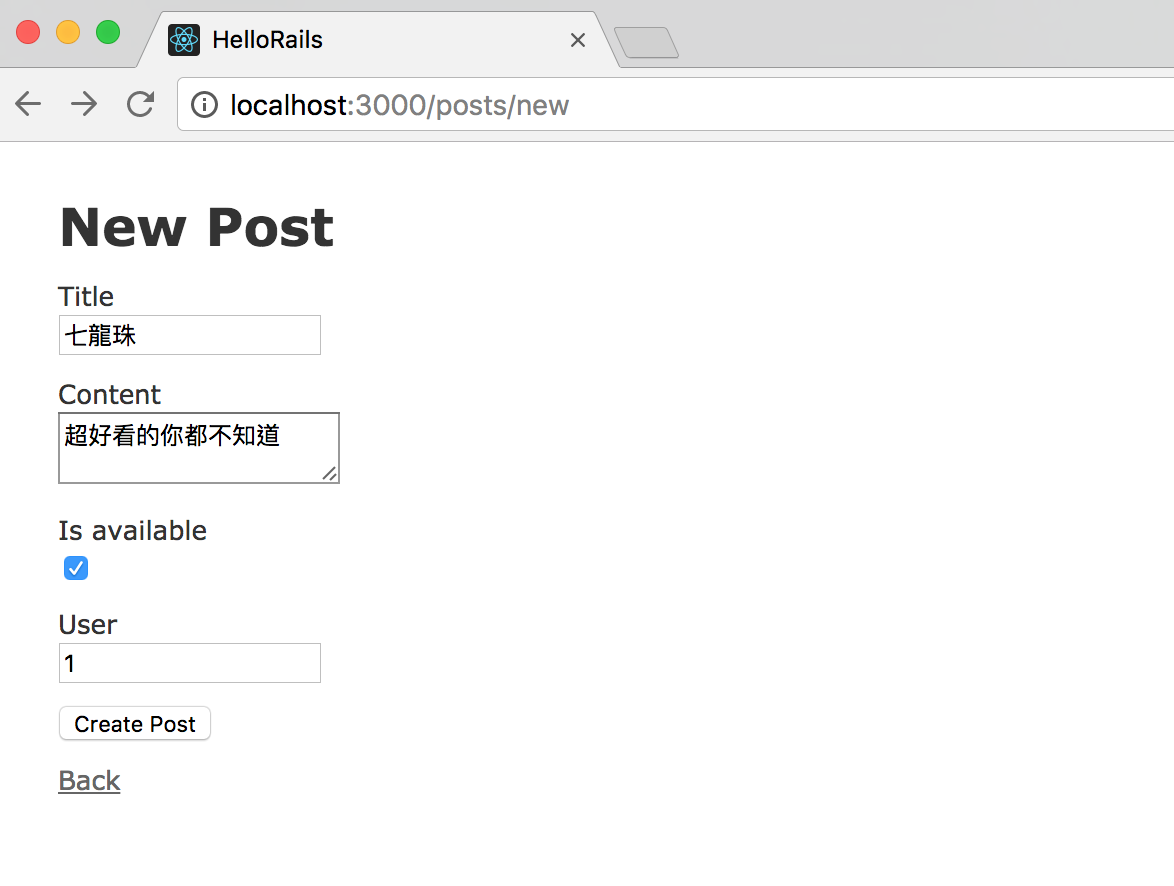 HelloRails
localhost:3000/posts/new
New Post
Title
七龍珠
Content
超好看的你都不知道
Is available
User
1
Create Post
Back